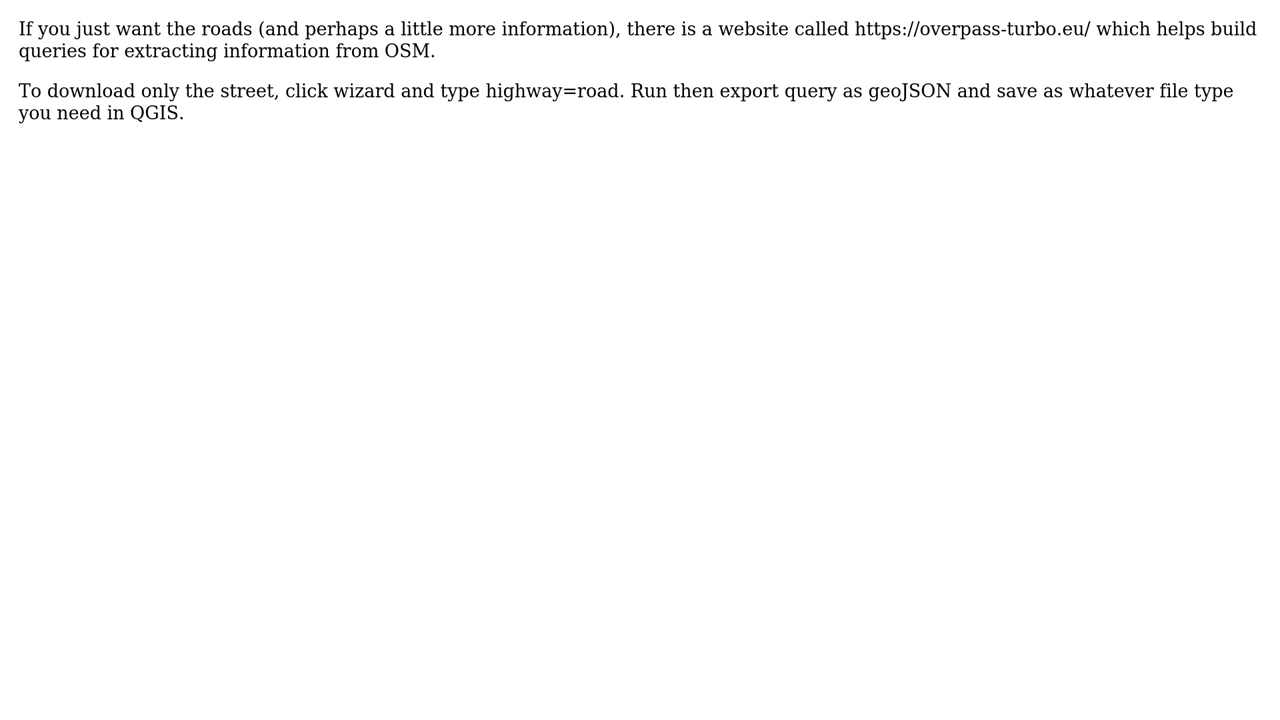 If you just want the roads (and perhaps a little more information), there is a website called https://overpass-turbo.eu/ which helps build
queries for extracting information from OSM.
To download only the street, click wizard and type highway=road. Run then export query as geoJSON and save as whatever file type
you need in QGIS.